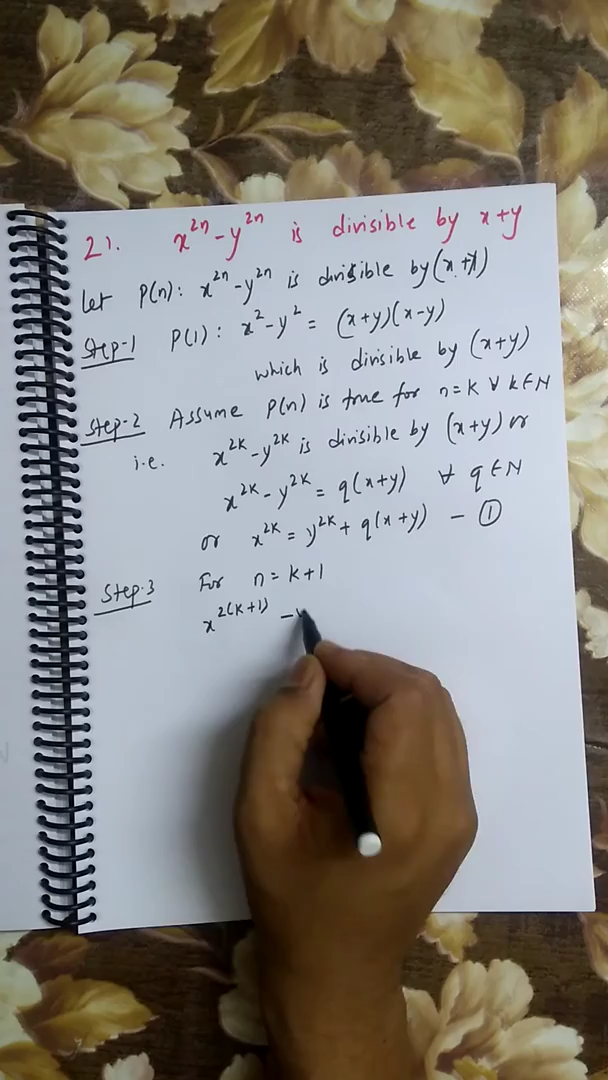 21. x^{2n} - y^{2n} is divisible by x+y
Let P(n): x^{2n} - y^{2n} is divisible by (x+y)
Step-1 P(1): x^2 - y^2 = (x+y)(x-y)
which is divisible by (x+y)
Step-2 Assume P(n) is true for n=k ∀ k∈N
i.e. x^{2k} - y^{2k} is divisible by (x+y) or
x^{2k} - y^{2k} = q(x+y) ∀ q∈N
or x^{2k} = y^{2k} + q(x+y) - ①
Step-3 For n = k+1
x^{2(k+1)} -